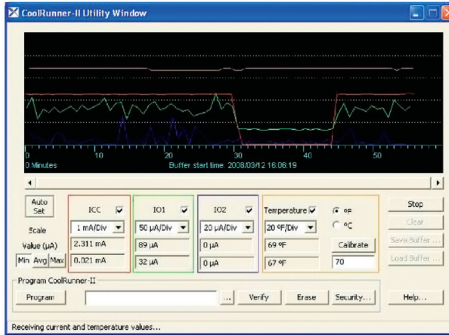 CoolRunner-II Utility Window
0 10 20 30 40 50
0 Minutes Buffer start time 2008/03/12 16:06:19
Auto Set ICC IO1 IO2 Temperature °F Stop
Scale 1 mA/Div 50 µA/Div 20 µA/Div 20 °F/Div °C Clear
Value (µA) 2.311 mA 89 µA 0 µA 69 °F Calibrate Save Buffer ...
Min Avg Max 0.021 mA 32 µA 0 µA 67 °F 70 Load Buffer ...
Program CoolRunner-II
Program ... Verify Erase Security... Help...
Receiving current and temperature values...